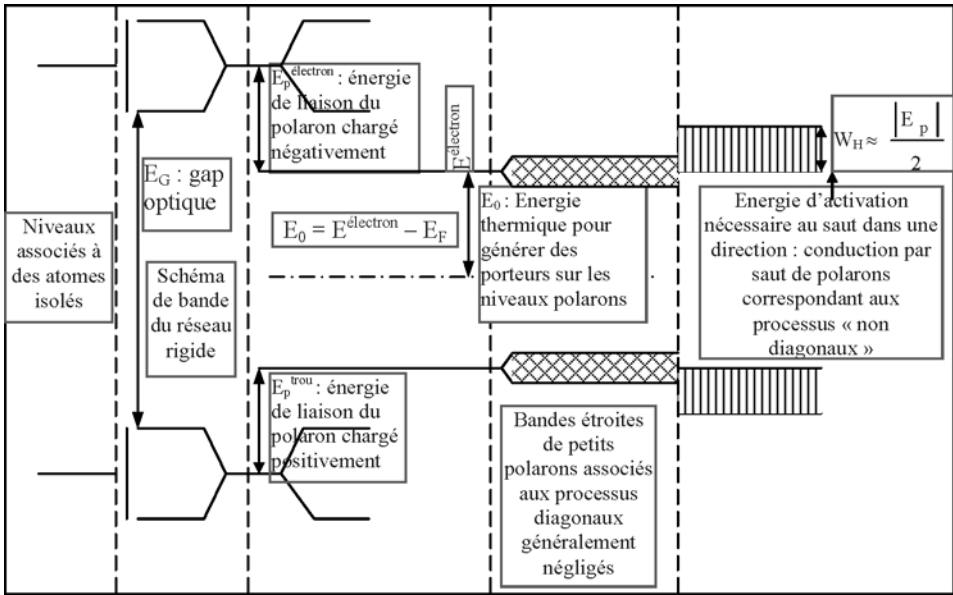 Niveaux
associés à
des atomes
isolés
E_G : gap
optique
Schéma
de bande
du réseau
rigide
E_p^électron : énergie
de liaison du
polaron chargé
négativement
E_0 = E^électron – E_F
E_p^trou : énergie
de liaison du
polaron chargé
positivement
E^électron
E_0 : Energie
thermique pour
générer des
porteurs sur les
niveaux polarons
Bandes étroites
de petits
polarons associés
aux processus
diagonaux
généralement
négligés
W_H ≈ |E_p| / 2
Energie d’activation
nécessaire au saut dans une
direction : conduction par
saut de polarons
correspondant aux
processus « non
diagonaux »